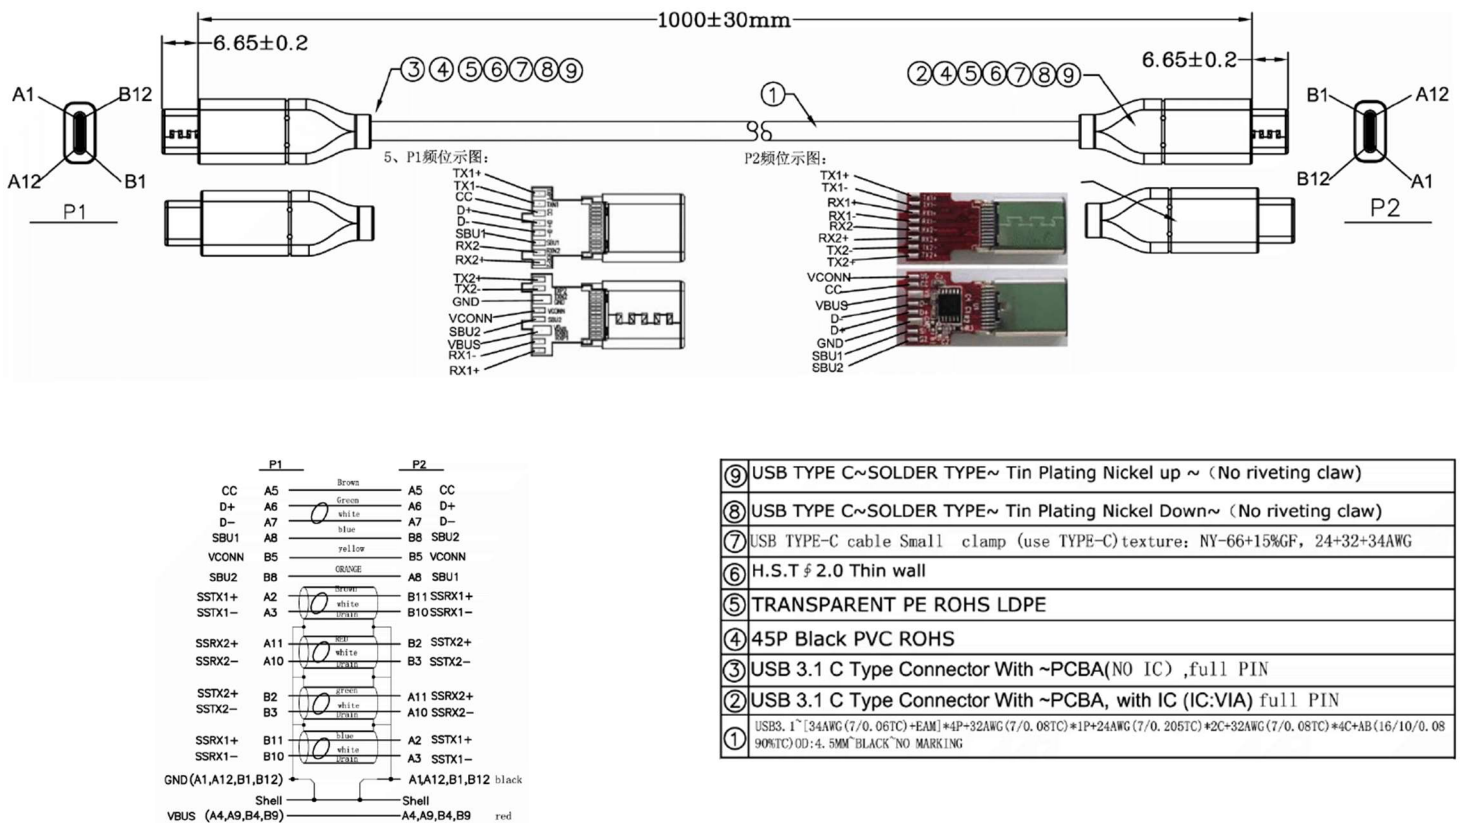 1000±30mm
6.65±0.2
6.65±0.2
③ ④ ⑤ ⑥ ⑦ ⑧ ⑨
① 
② ④ ⑤ ⑥ ⑦ ⑧ ⑨
A1 B12
A12 B1
P1
B1 A12
B12 A1
P2
5、P1频位示图:
TX1+
TX1-
CC
D+
D-
SBU1
RX2-
RX2+
TX2+
TX2-
GND
VCONN
SBU2
VBUS
RX1-
RX1+
P2频位示图:
TX1+
TX1-
RX1+
RX1-
RX2-
RX2+
TX2-
TX2+
VCONN
CC
VBUS
D-
D+
GND
SBU1
SBU2
P1 P2
CC A5 Brown A5 CC
D+ A6 Green A6 D+
D- A7 white A7 D-
SBU1 A8 blue B8 SBU2
VCONN B5 yellow B5 VCONN
SBU2 B8 ORANGE A8 SBU1
SSTX1+ A2 Brown B11 SSRX1+
SSTX1- A3 white B10 SSRX1-
Drain
SSRX2+ A11 RED B2 SSTX2+
SSRX2- A10 white B3 SSTX2-
Drain
SSTX2+ B2 green A11 SSRX2+
SSTX2- B3 white A10 SSRX2-
Drain
SSRX1+ B11 blue A2 SSTX1+
SSRX1- B10 white A3 SSTX1-
Drain
GND(A1,A12,B1,B12) A1,A12,B1,B12 black
Shell Shell
VBUS (A4,A9,B4,B9) A4,A9,B4,B9 red
⑨ USB TYPE C~SOLDER TYPE~ Tin Plating Nickel up ~（No riveting claw)
⑧ USB TYPE C~SOLDER TYPE~ Tin Plating Nickel Down~（No riveting claw)
⑦ USB TYPE-C cable Small clamp (use TYPE-C)texture: NY-66+15%GF, 24+32+34AWG
⑥ H.S.T∮2.0 Thin wall
⑤ TRANSPARENT PE ROHS LDPE
④ 45P Black PVC ROHS
③ USB 3.1 C Type Connector With ~PCBA(NO IC) ,full PIN
② USB 3.1 C Type Connector With ~PCBA, with IC (IC:VIA) full PIN
① USB3.1~[34AWG(7/0.06TC)+EAM]*4P+32AWG(7/0.08TC)*1P+24AWG(7/0.205TC)*2C+32AWG(7/0.08TC)*4C+AB(16/10/0.08
90%TC)OD:4.5MM~BLACK~NO MARKING